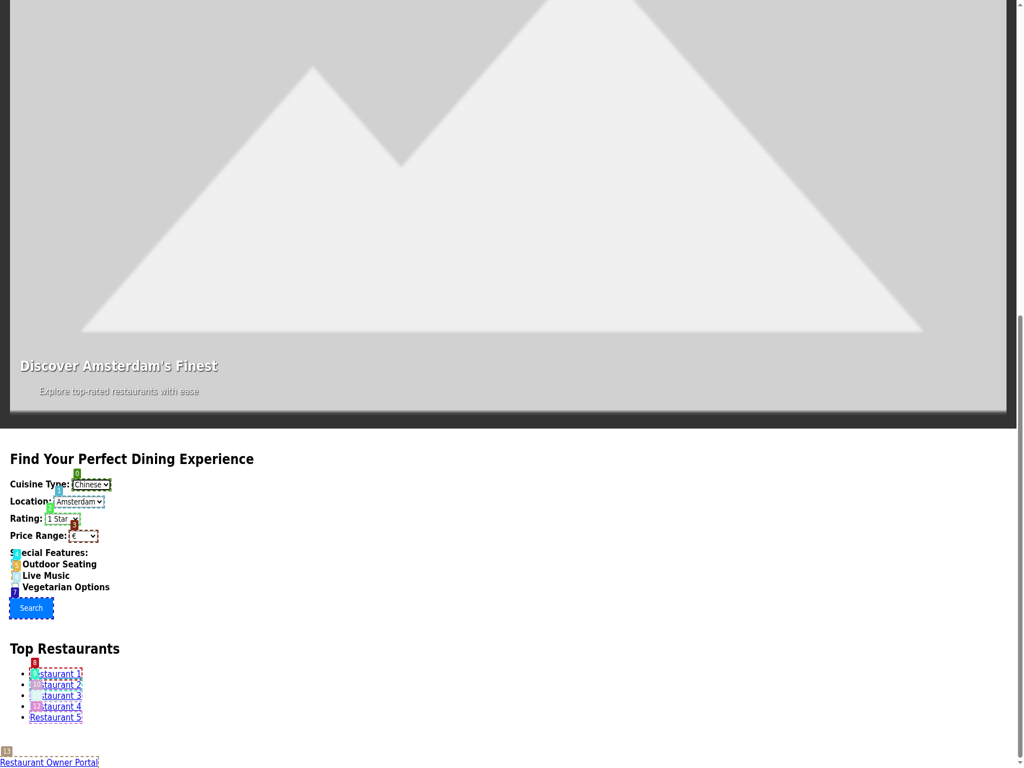 Discover Amsterdam's Finest
Explore top-rated restaurants with ease
Find Your Perfect Dining Experience
0
Cuisine Type: Chinese
1
Location: Amsterdam
2
Rating: 1 Star
3
Price Range: €
Special Features:
4
5
Outdoor Seating
Live Music
Vegetarian Options
7
Search
Top Restaurants
8
Restaurant 1
Restaurant 2
10
Restaurant 3
Restaurant 4
12
Restaurant 5
13
Restaurant Owner Portal